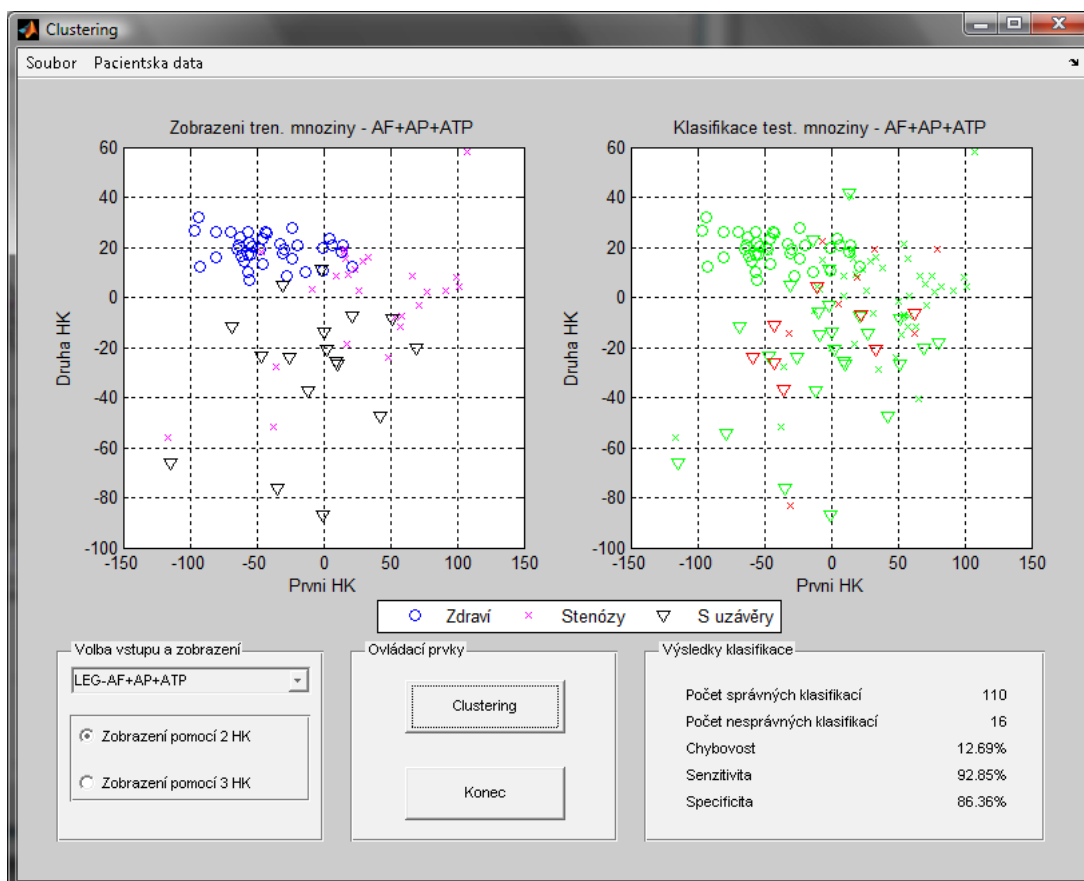 Clustering
Soubor Pacientska data
Zobrazeni tren. mnoziny - AF+AP+ATP
60
40
20
0
-20
-40
-60
-80
-100
-150 -100 -50 0 50 100 150
Druha HK
Prvni HK
Klasifikace test. mnoziny - AF+AP+ATP
60
40
20
0
-20
-40
-60
-80
-100
-150 -100 -50 0 50 100 150
Druha HK
Prvni HK
Zdraví Stenózy S uzávěry
Volba vstupu a zobrazení
LEG-AF+AP+ATP
Zobrazení pomocí 2 HK
Zobrazení pomocí 3 HK
Ovládací prvky
Clustering
Konec
Výsledky klasifikace
Počet správných klasifikací 110
Počet nesprávných klasifikací 16
Chybovost 12.69%
Senzitivita 92.85%
Specificita 86.36%